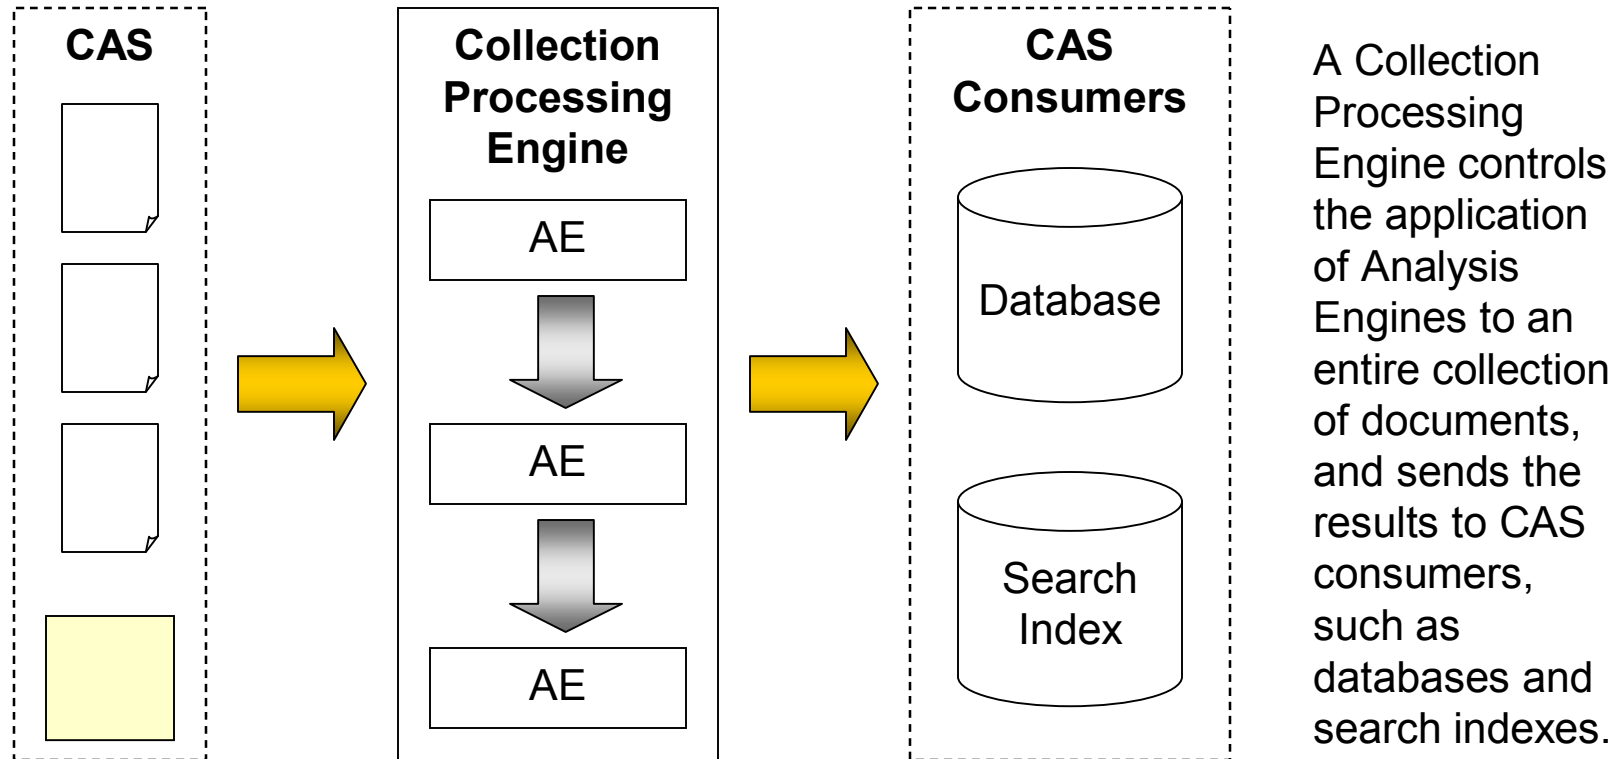 CAS
Collection
Processing
Engine
AE
AE
AE
CAS
Consumers
Database
Search
Index
A Collection
Processing
Engine controls
the application
of Analysis
Engines to an
entire collection
of documents,
and sends the
results to CAS
consumers,
such as
databases and
search indexes.